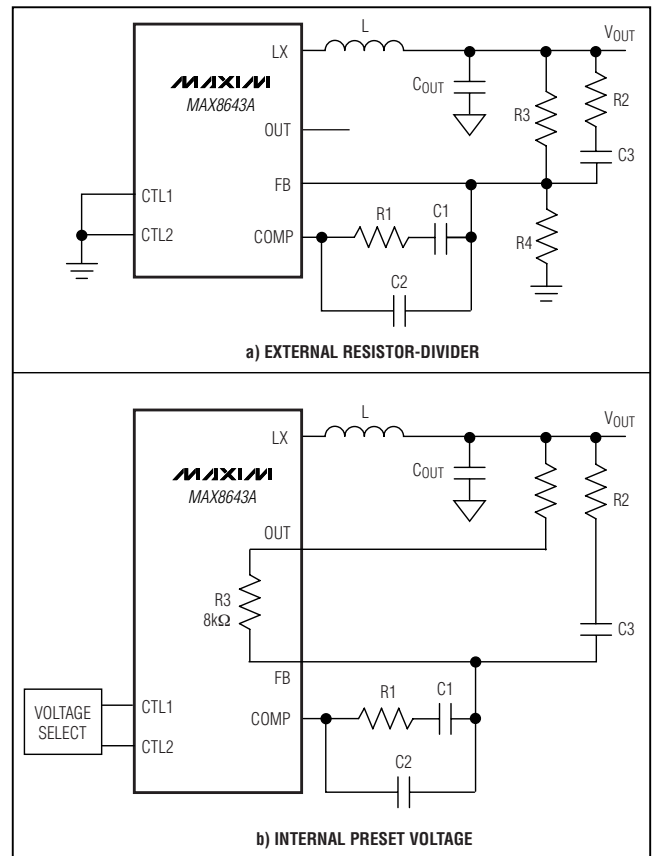 L
VOUT
LX
MAXIM
MAX8643A
COUT
R2
R3
OUT
C3
FB
CTL1
R1
C1
CTL2
COMP
R4
C2
a) EXTERNAL RESISTOR-DIVIDER
L
VOUT
LX
MAXIM
MAX8643A
COUT
R2
OUT
R3
8kΩ
C3
FB
R1
C1
VOLTAGE
SELECT
CTL1
COMP
CTL2
C2
b) INTERNAL PRESET VOLTAGE